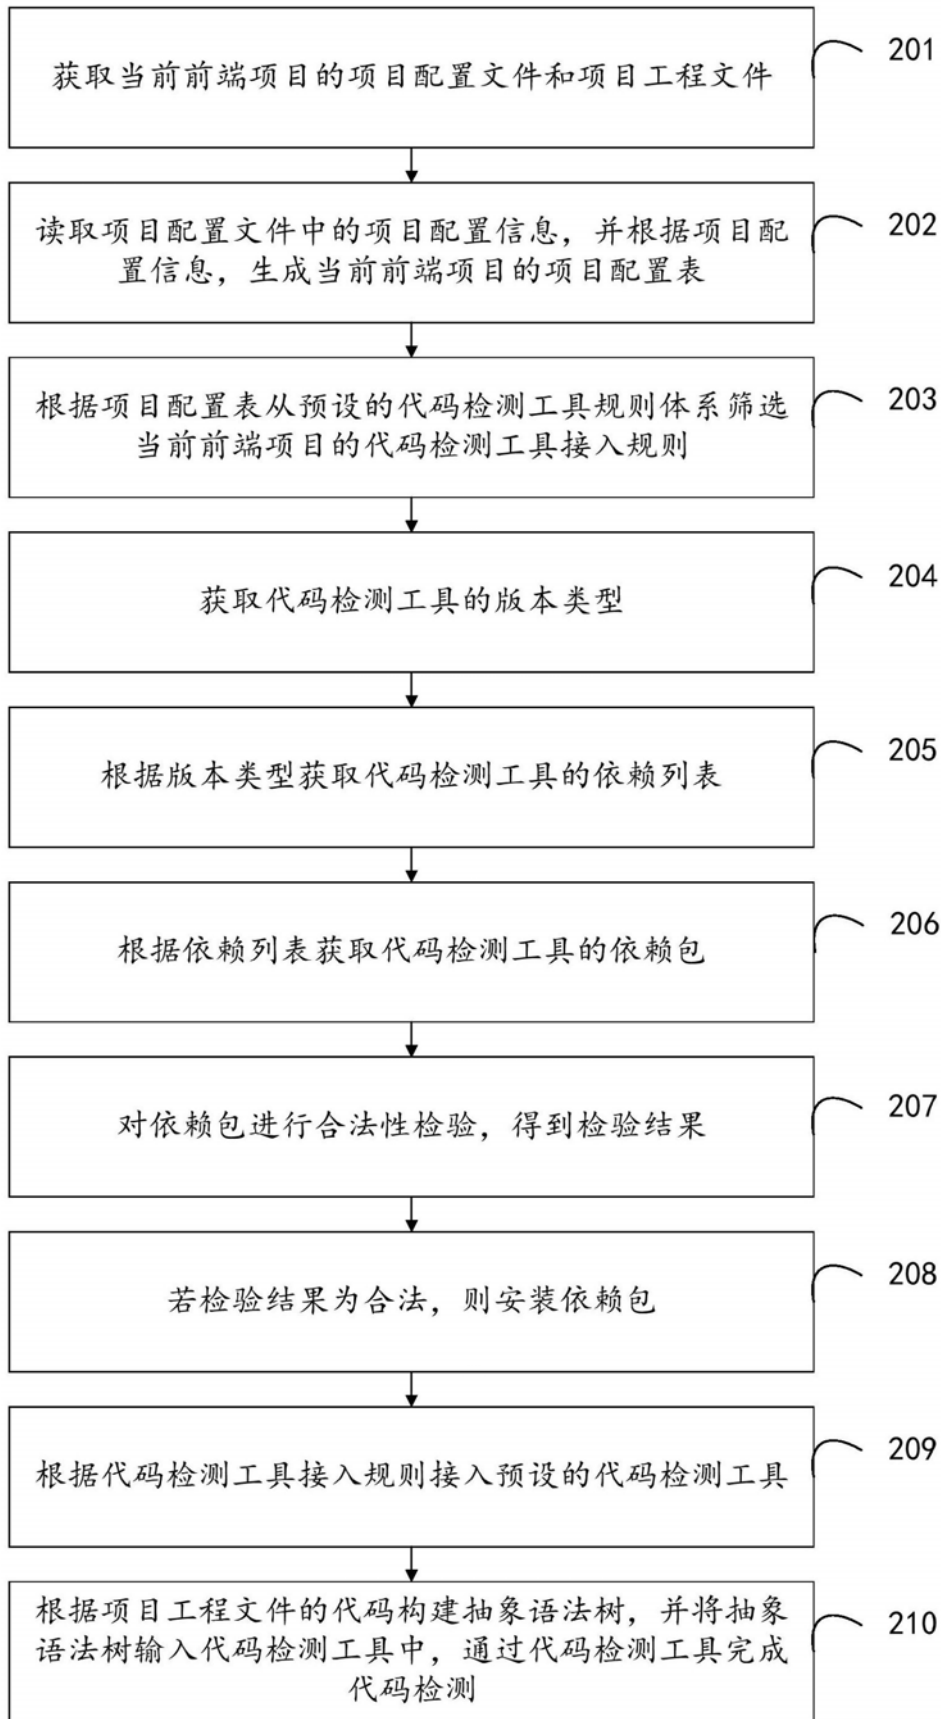 获取当前前端项目的项目配置文件和项目工程文件
201
读取项目配置文件中的项目配置信息，并根据项目配
置信息，生成当前前端项目的项目配置表
202
根据项目配置表从预设的代码检测工具规则体系筛选
当前前端项目的代码检测工具接入规则
203
获取代码检测工具的版本类型
204
根据版本类型获取代码检测工具的依赖列表
205
根据依赖列表获取代码检测工具的依赖包
206
对依赖包进行合法性检验，得到检验结果
207
若检验结果为合法，则安装依赖包
208
根据代码检测工具接入规则接入预设的代码检测工具
209
根据项目工程文件的代码构建抽象语法树，并将抽象
语法树输入代码检测工具中，通过代码检测工具完成
代码检测
210